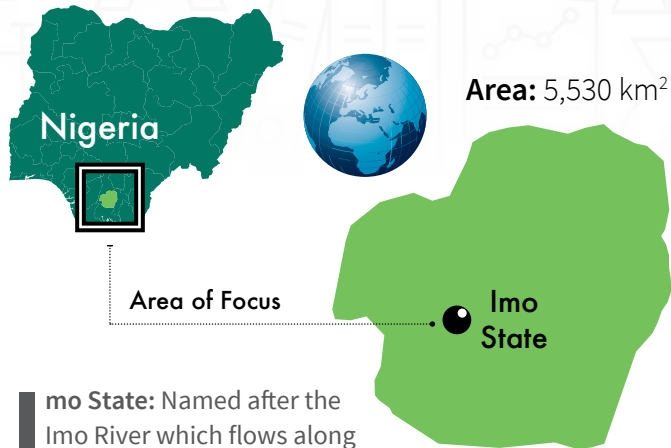 Nigeria
Area: 5,530 km²
Area of Focus
Imo
State
Imo State: Named after the
Imo River which flows along